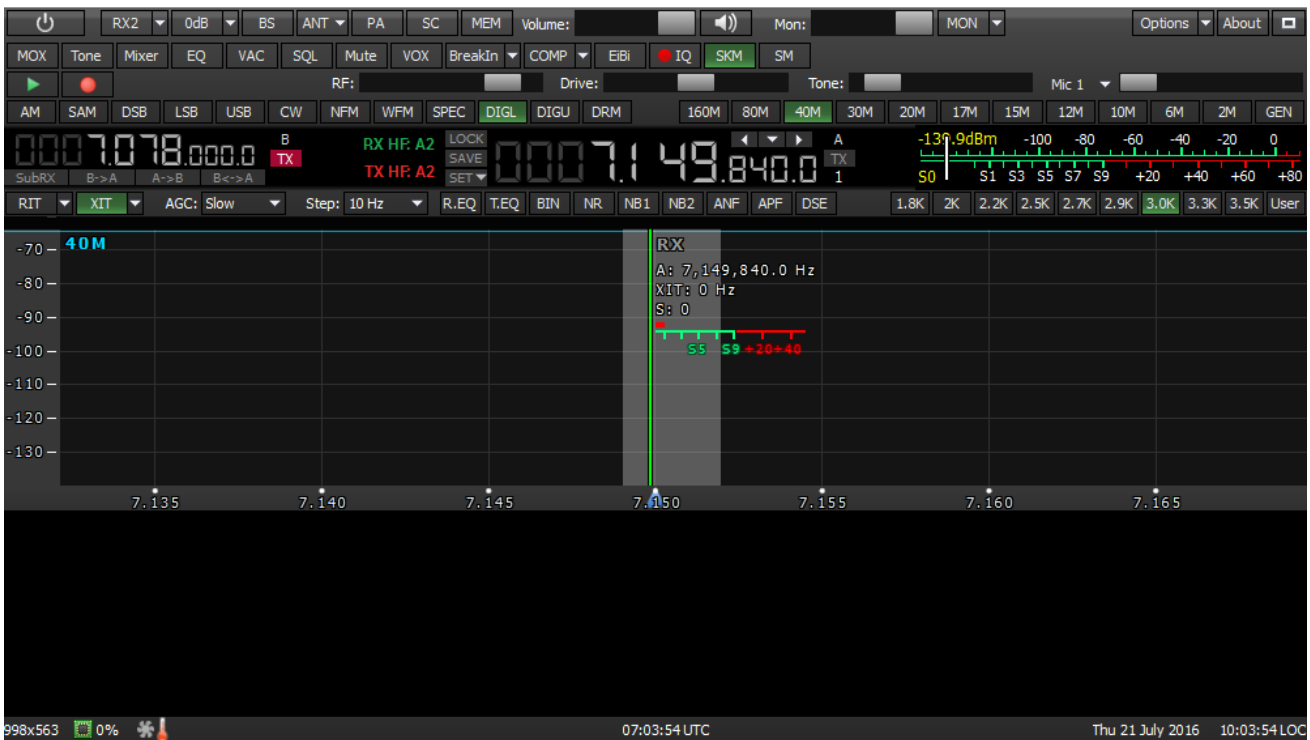 RX2 0dB BS ANT PA SC MEM Volume: Mon: MON Options About
MOX Tone Mixer EQ VAC SQL Mute VOX BreakIn COMP EiBi IQ SKM SM
RF: Drive: Tone: Mic 1
AM SAM DSB LSB USB CW NFM WFM SPEC DIGL DIGU DRM 160M 80M 40M 30M 20M 17M 15M 12M 10M 6M 2M GEN
7.078.000.0 B TX RX HF: A2 TX HF: A2 LOCK SAVE SET 7.149.840.0 A TX 1 -139.9dBm -100 -80 -60 -40 -20 0
SubRX B->A A->B B<->A S0 S1 S3 S5 S7 S9 +20 +40 +60 +80
RIT XIT AGC: Slow Step: 10 Hz R.EQ T.EQ BIN NR NB1 NB2 ANF APF DSE 1.8K 2K 2.2K 2.5K 2.7K 2.9K 3.0K 3.3K 3.5K User
-70 40M RX
A: 7,149,840.0 Hz
-80
XIT: 0 Hz
S: 0
-90
-100 S5 S9 +20 +40
-110
-120
-130
7.135 7.140 7.145 7.150 7.155 7.160 7.165
998x563 0% 07:03:54 UTC Thu 21 July 2016 10:03:54 LOC